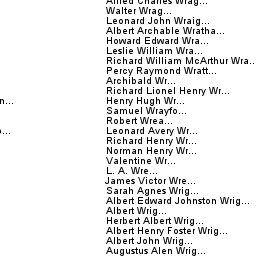 Alfred Charles Wrag...
Walter Wrag...
Leonard John Wraig...
Albert Archable Wratha...
Howard Edward Wra...
Leslie William Wra...
Richard William McArthur Wra..
Percy Raymond Wratt...
Archibald Wr...
Richard Lionel Henry Wr...
n...
Henry Hugh Wr...
Samuel Wrayfo...
Robert Wrea...
...
Leonard Avery Wr...
Richard Henry Wr...
Norman Henry Wr...
Valentine Wr...
L. A. Wre...
James Victor Wre...
Sarah Agnes Wrig...
Albert Edward Johnston Wrig...
Albert Wrig...
Herbert Albert Wrig...
Albert Henry Foster Wrig...
Albert John Wrig...
Augustus Alen Wrig...